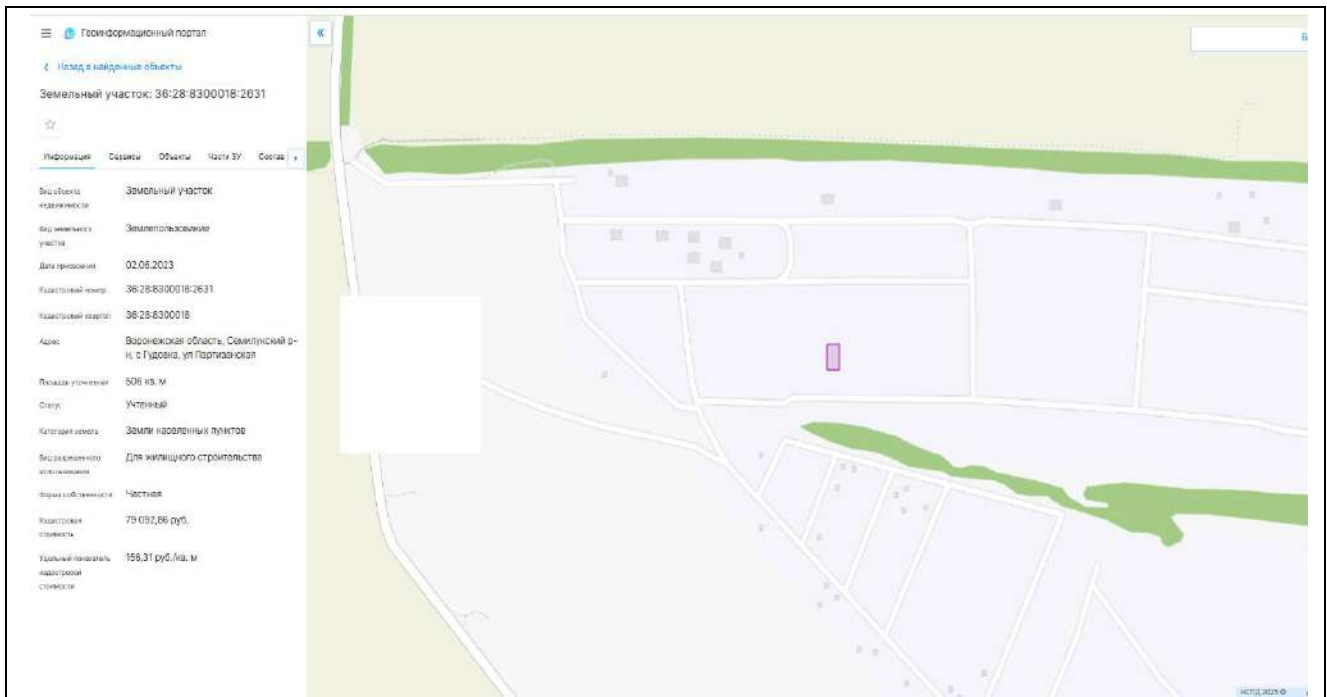 Геоинформационный портал
«
Назад в найденные объекты
Земельный участок: 36:28:8300018:2631
Информация Сервисы Объекты Части ЗУ Состав
Вид объекта недвижимости Земельный участок
Вид земельного участка Землепользование
Дата присвоения 02.06.2023
Кадастровый номер 36:28:8300018:2631
Кадастровый квартал 36:28:8300018
Адрес Воронежская область, Семилукский р-
н, с Гудовка, ул Партизанская
Площадь уточненная 506 кв. м
Статус Учтенный
Категория земель Земли населенных пунктов
Вид разрешенного использования Для жилищного строительства
Форма собственности Частная
Кадастровая стоимость 79 092,86 руб.
Удельный показатель кадастровой стоимости 156,31 руб./кв. м
НСПД 2025 ©